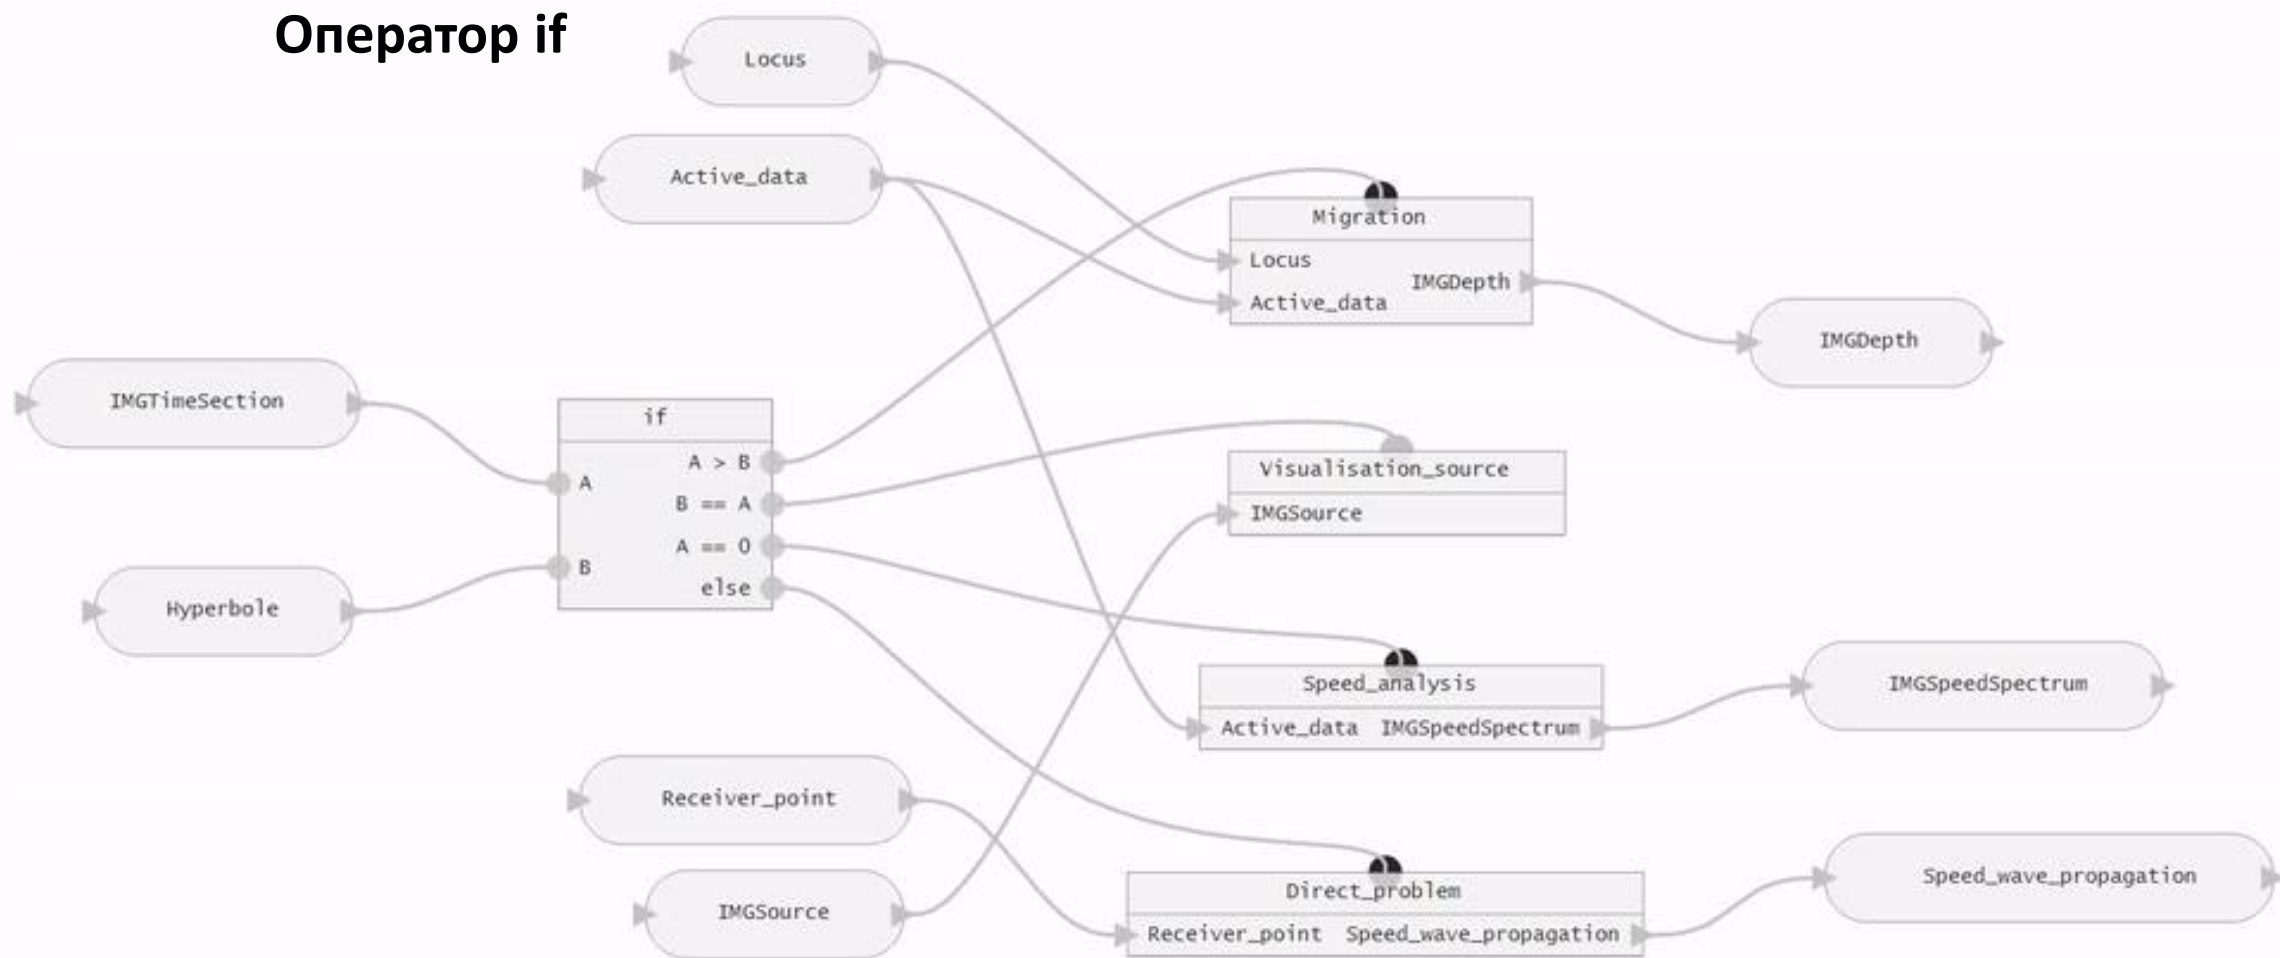 Оператор if
Locus
Active_data
Migration
Locus
IMGDepth
Active_data
IMGDepth
IMGTimeSection
if
A > B
A
B == A
A == 0
B
else
Visualisation_source
IMGSource
Hyperbole
Speed_analysis
Active_data IMGSpeedSpectrum
IMGSpeedSpectrum
Receiver_point
IMGSource
Direct_problem
Receiver_point Speed_wave_propagation
Speed_wave_propagation